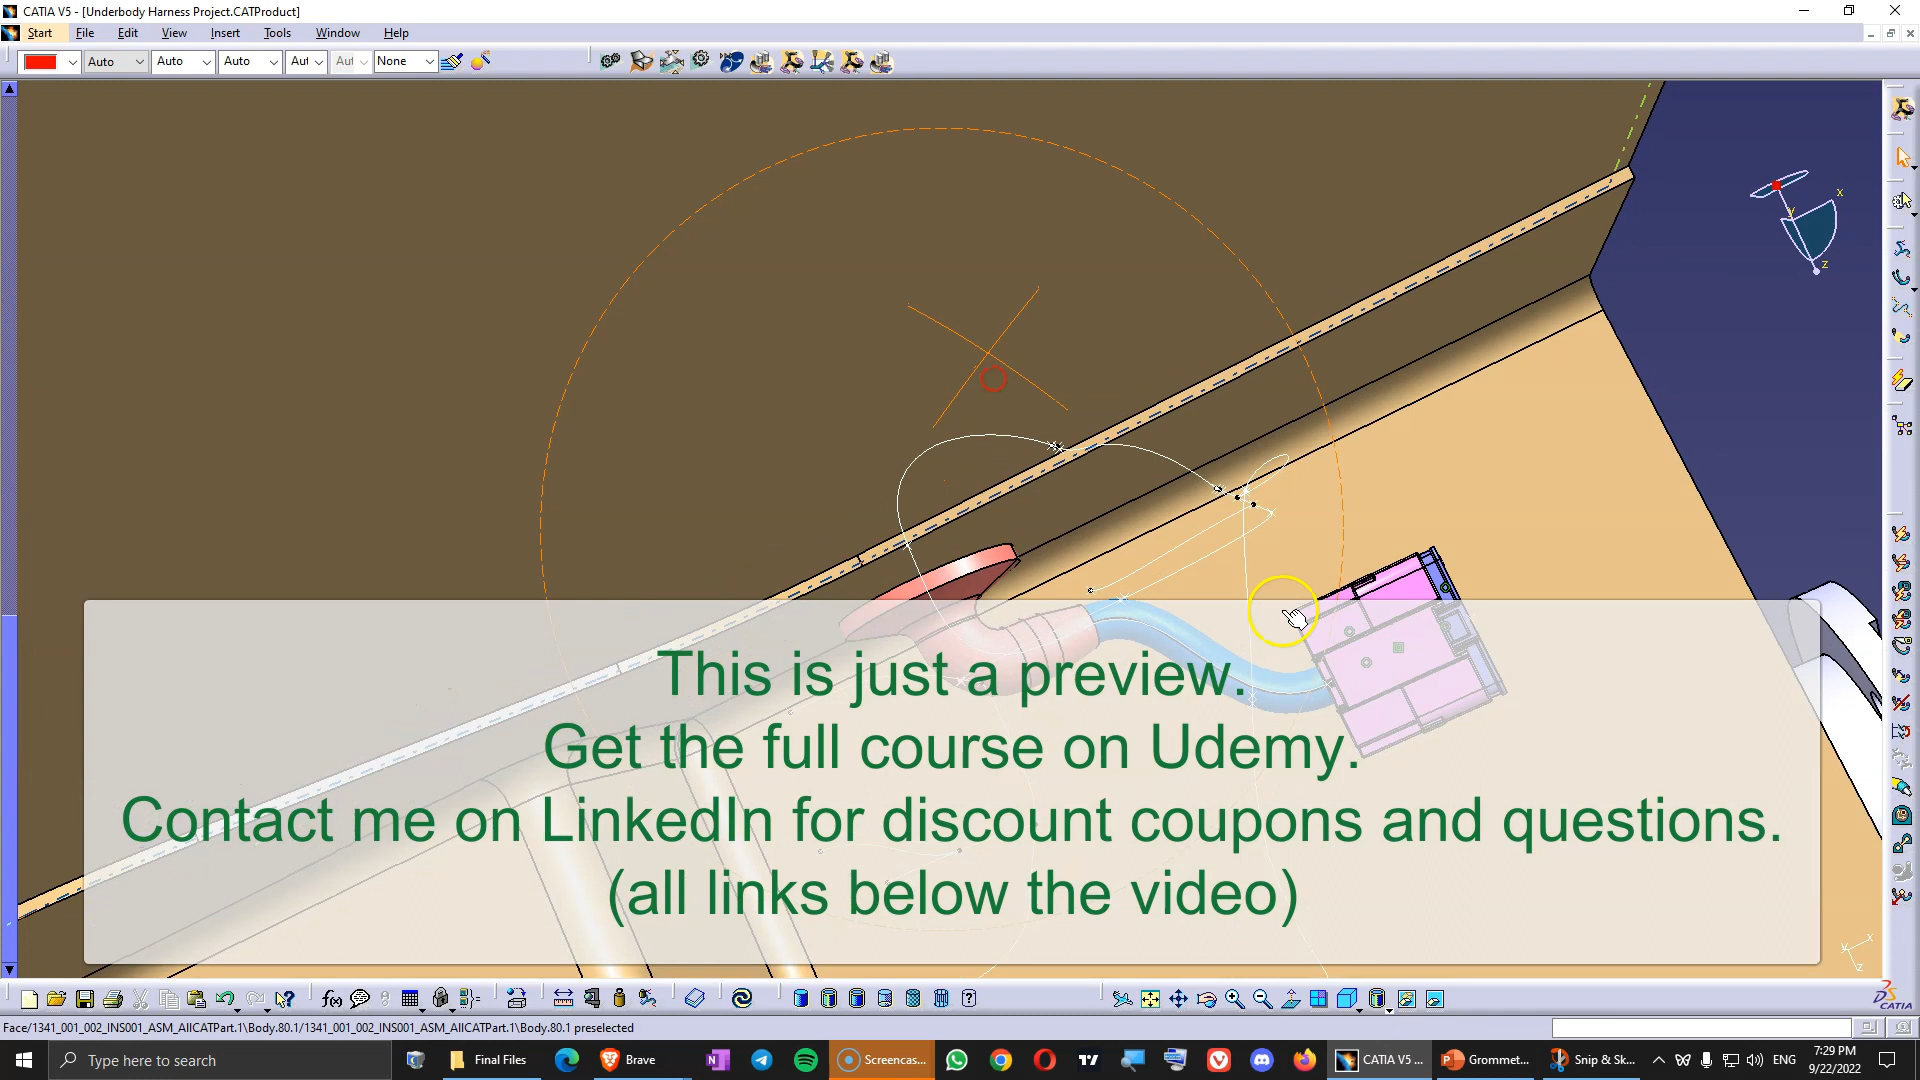 CATIA V5 - [Underbody Harness Project.CATProduct]
Start File Edit View Insert Tools Window Help
Auto Auto Auto Aut Aut None
x
y
z
This is just a preview.
Get the full course on Udemy.
Contact me on LinkedIn for discount coupons and questions.
(all links below the video)
y x
z
f(x)
CATIA
Face/1341_001_002_INS001_ASM_AllCATPart.1\Body.80.1/1341_001_002_INS001_ASM_AllCATPart.1\Body.80.1 preselected
Type here to search Final Files Brave Screencas... CATIA V5 ... Grommet... Snip & Sk... ENG 7:29 PM
9/22/2022